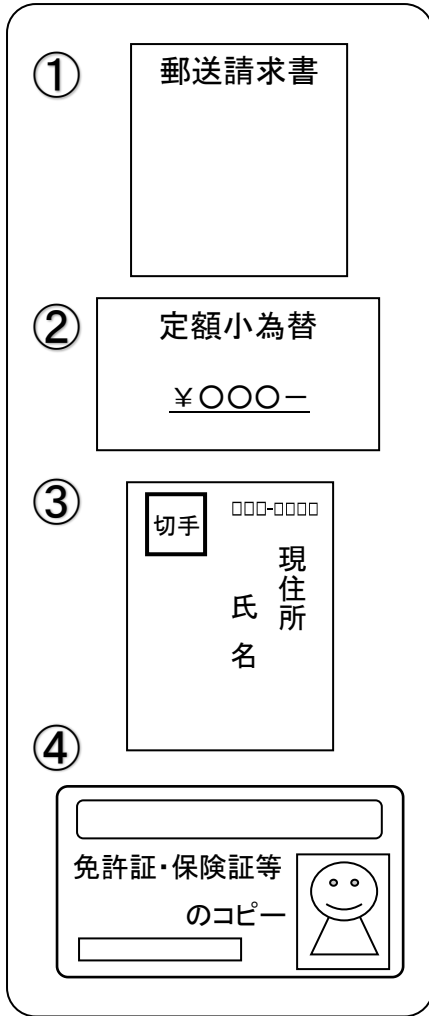 ①
郵送請求書
②
定額小為替
￥〇〇〇－
③
切手
□□□-□□□□
現住所
氏名
④
免許証・保険証等
のコピー